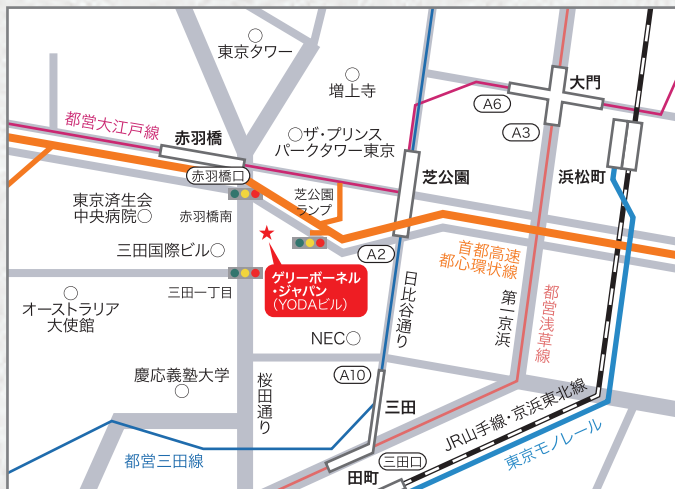 東京タワー
増上寺
大門
A6
A3
都営大江戸線
赤羽橋
ザ・プリンス
パークタワー東京
赤羽橋口
芝公園
浜松町
東京済生会
中央病院
赤羽橋南
芝公園
ランプ
三田国際ビル
A2
首都高速
都心環状線
三田一丁目
ゲリーボーネル
・ジャパン
(YODAビル)
日比谷通り
第一京浜
都営浅草線
オーストラリア
大使館
NEC
慶応義塾大学
桜田通り
A10
三田
JR山手線・京浜東北線
東京モノレール
都営三田線
三田口
田町